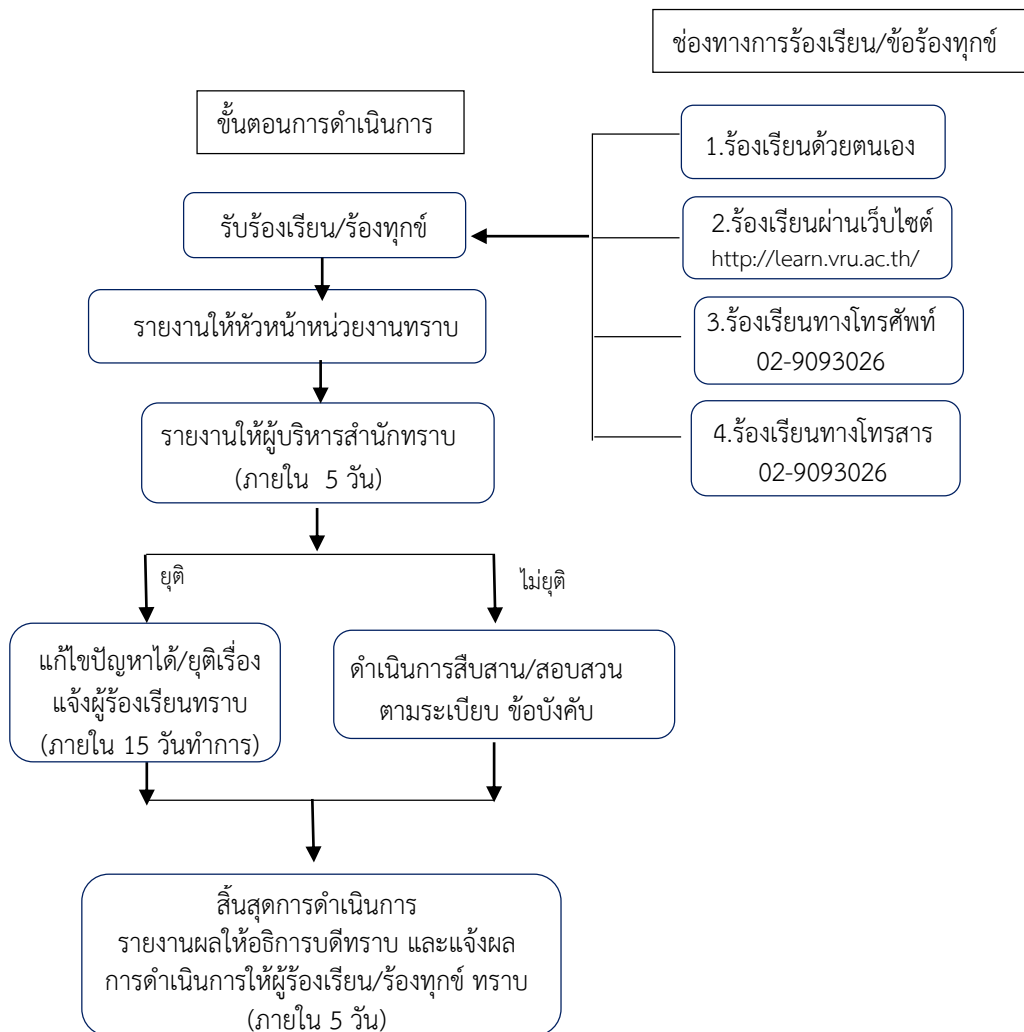 ช่องทางการร้องเรียน/ข้อร้องทุกข์
ขั้นตอนการดำเนินการ
1.ร้องเรียนด้วยตนเอง
รับร้องเรียน/ร้องทุกข์
2.ร้องเรียนผ่านเว็บไซต์
http://learn.vru.ac.th/
รายงานให้หัวหน้าหน่วยงานทราบ
3.ร้องเรียนทางโทรศัพท์
02-9093026
รายงานให้ผู้บริหารสำนักทราบ
(ภายใน 5 วัน)
4.ร้องเรียนทางโทรสาร
02-9093026
ยุติ
ไม่ยุติ
แก้ไขปัญหาได้/ยุติเรื่อง
แจ้งผู้ร้องเรียนทราบ
(ภายใน 15 วันทำการ)
ดำเนินการสืบสาน/สอบสวน
ตามระเบียบ ข้อบังคับ
สิ้นสุดการดำเนินการ
รายงานผลให้อธิการบดีทราบ และแจ้งผล
การดำเนินการให้ผู้ร้องเรียน/ร้องทุกข์ ทราบ
(ภายใน 5 วัน)